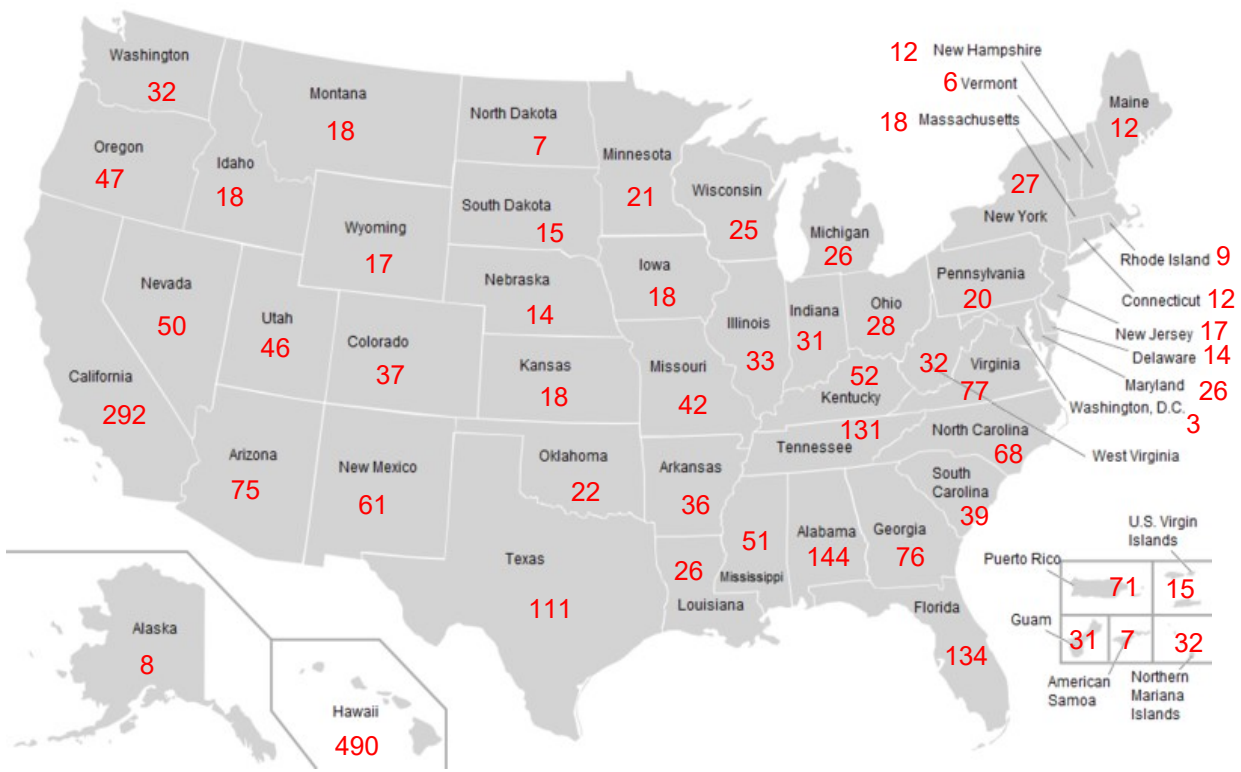 Washington
32
Oregon
47
Idaho
18
Montana
18
North Dakota
7
Minnesota
21
South Dakota
15
Wyoming
17
Nebraska
14
Iowa
18
Wisconsin
25
Michigan
26
Nevada
50
Utah
46
Colorado
37
Kansas
18
Missouri
42
Illinois
33
Indiana
31
Ohio
28
Pennsylvania
20
27
New York
12 New Hampshire
6 Vermont
18 Massachusetts
Maine
12
Rhode Island 9
Connecticut 12
New Jersey 17
Delaware 14
Maryland 26
Washington, D.C.
3
West Virginia
32
Virginia
77
52
Kentucky
131
Tennessee
North Carolina
68
South
Carolina
39
California
292
Arizona
75
New Mexico
61
Oklahoma
22
Arkansas
36
Texas
111
26
Louisiana
51
Mississippi
Alabama
144
Georgia
76
Florida
134
Alaska
8
Hawaii
490
U.S. Virgin
Islands
15
Puerto Rico
71
Guam
31
7
American
Samoa
32
Northern
Mariana
Islands